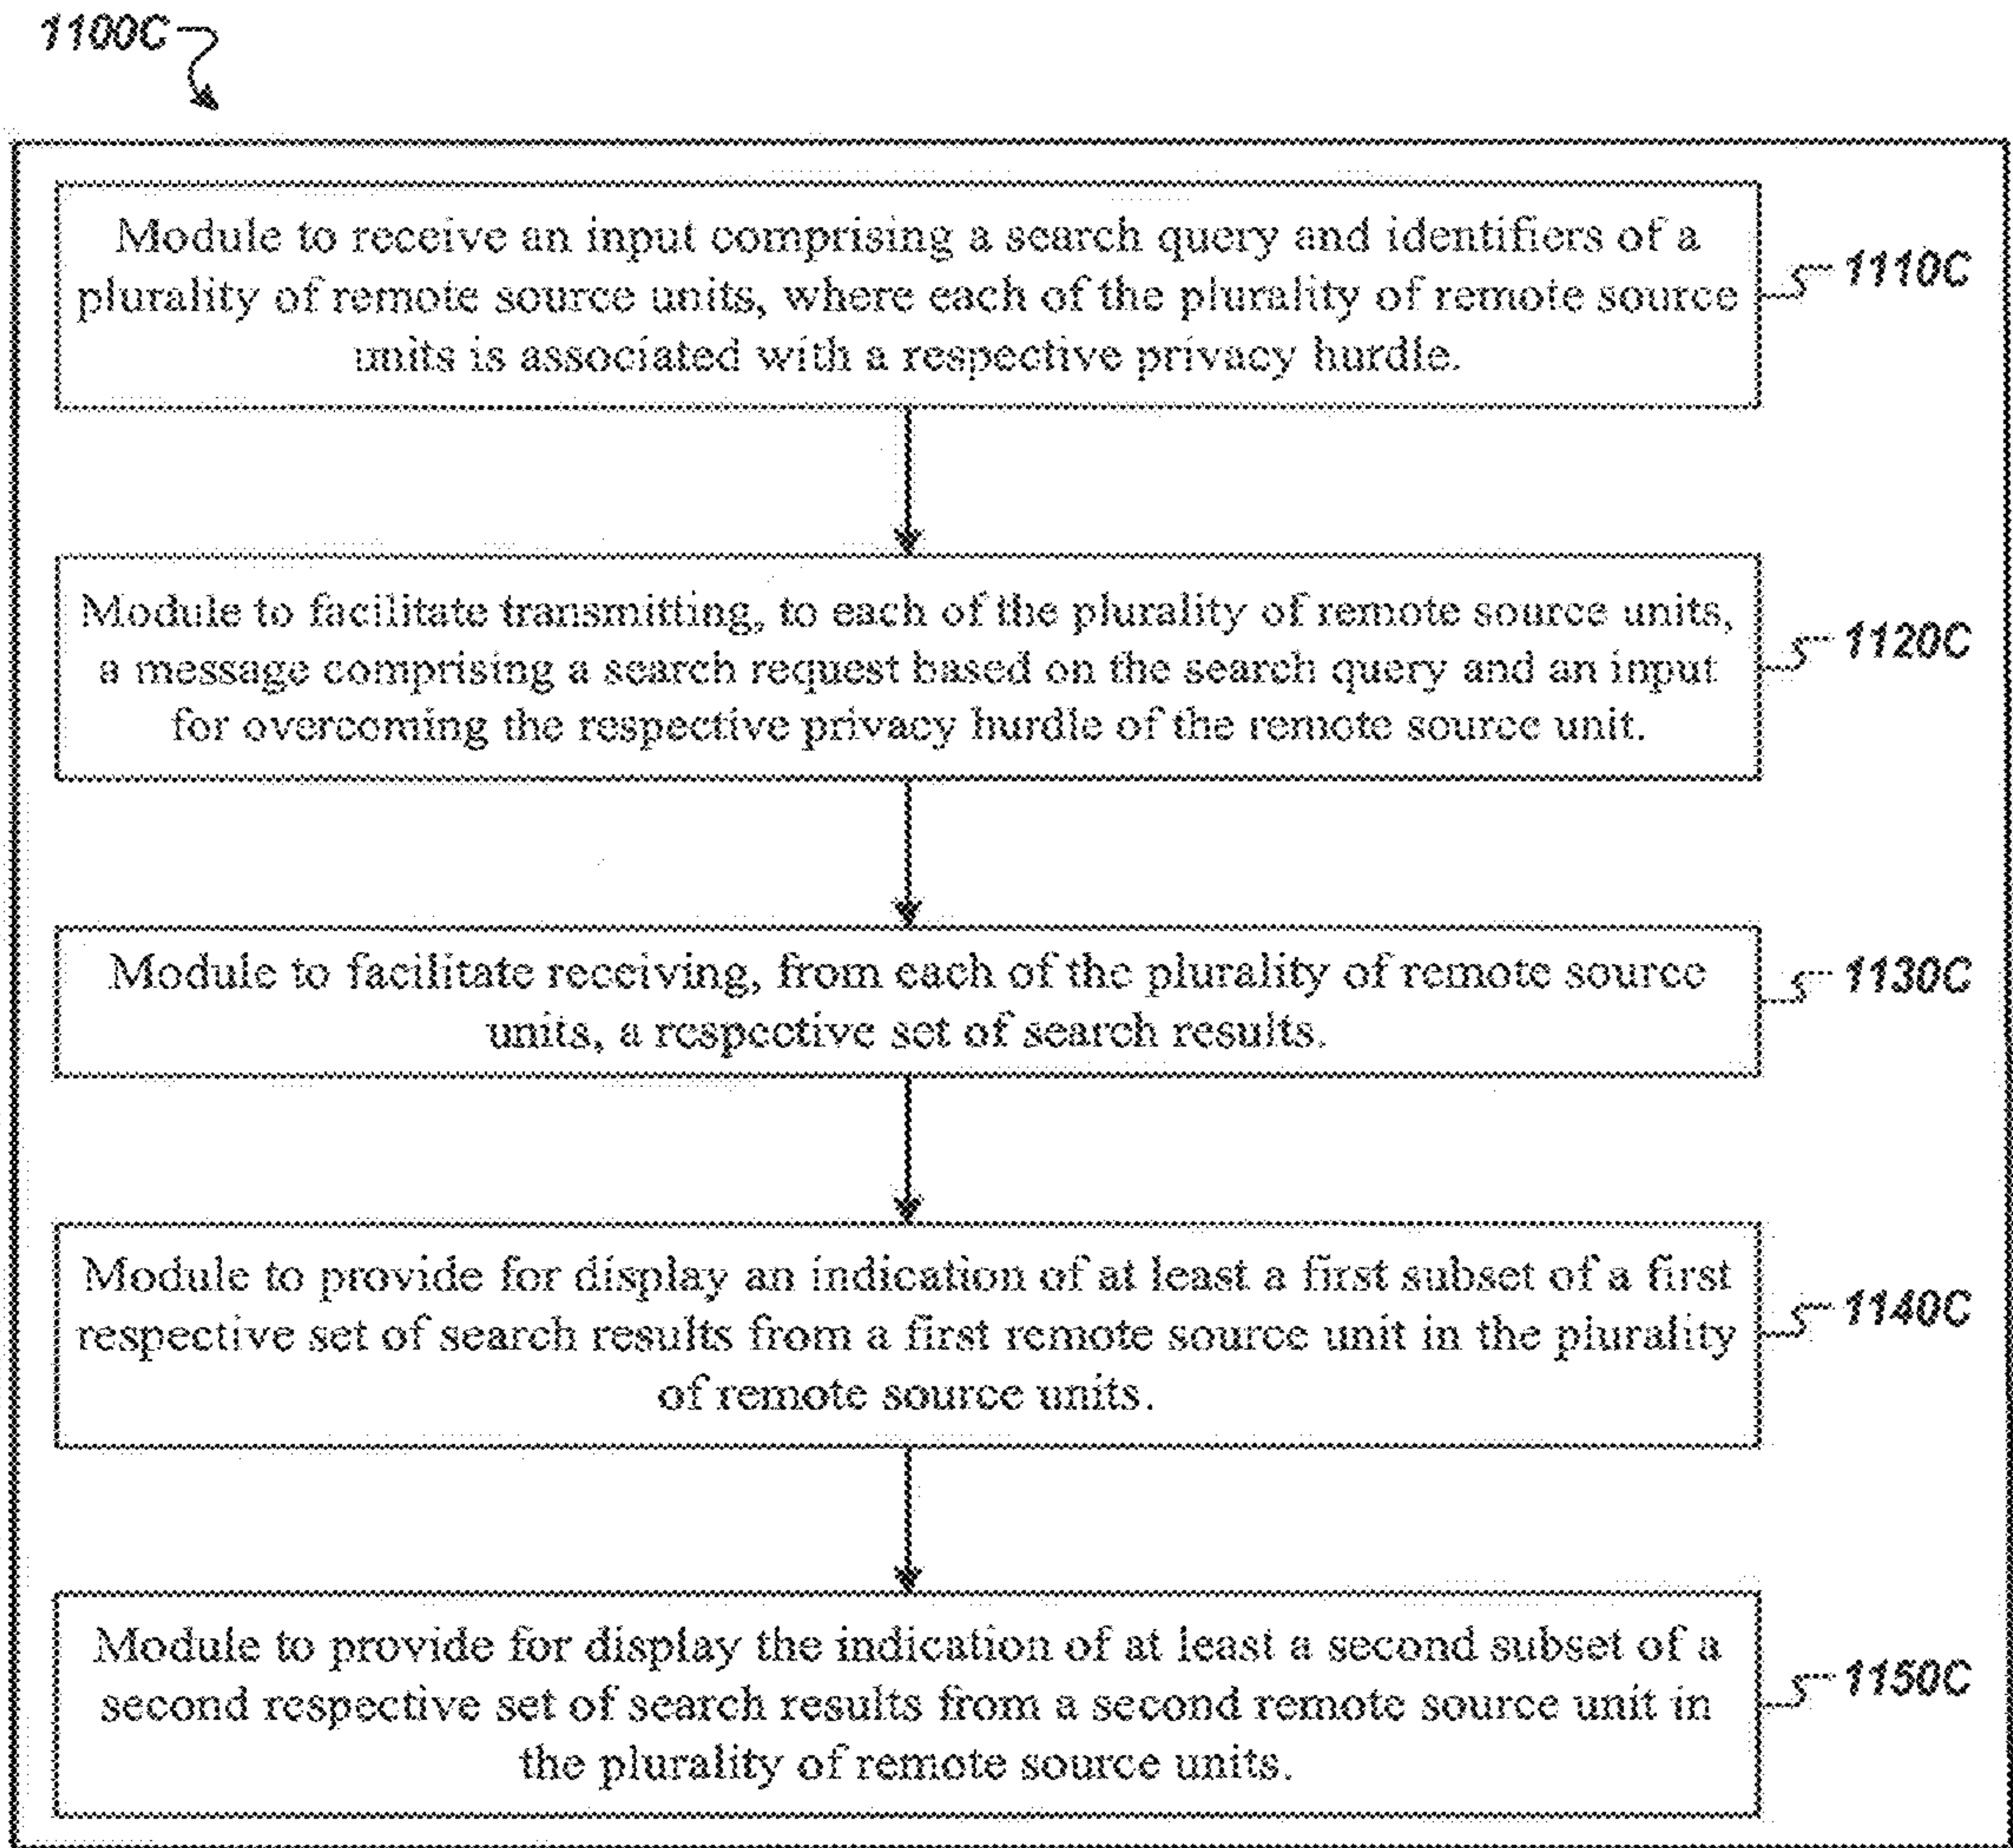 1100C
Module to receive an input comprising a search query and identifiers of a
plurality of remote source units, where each of the plurality of remote source
units is associated with a respective privacy hurdle.
1110C
Module to facilitate transmitting, to each of the plurality of remote source units,
a message comprising a search request based on the search query and an input
for overcoming the respective privacy hurdle of the remote source unit.
1120C
Module to facilitate receiving, from each of the plurality of remote source
units, a respective set of search results.
1130C
Module to provide for display an indication of at least a first subset of a first
respective set of search results from a first remote source unit in the plurality
of remote source units.
1140C
Module to provide for display the indication of at least a second subset of a
second respective set of search results from a second remote source unit in
the plurality of remote source units.
1150C